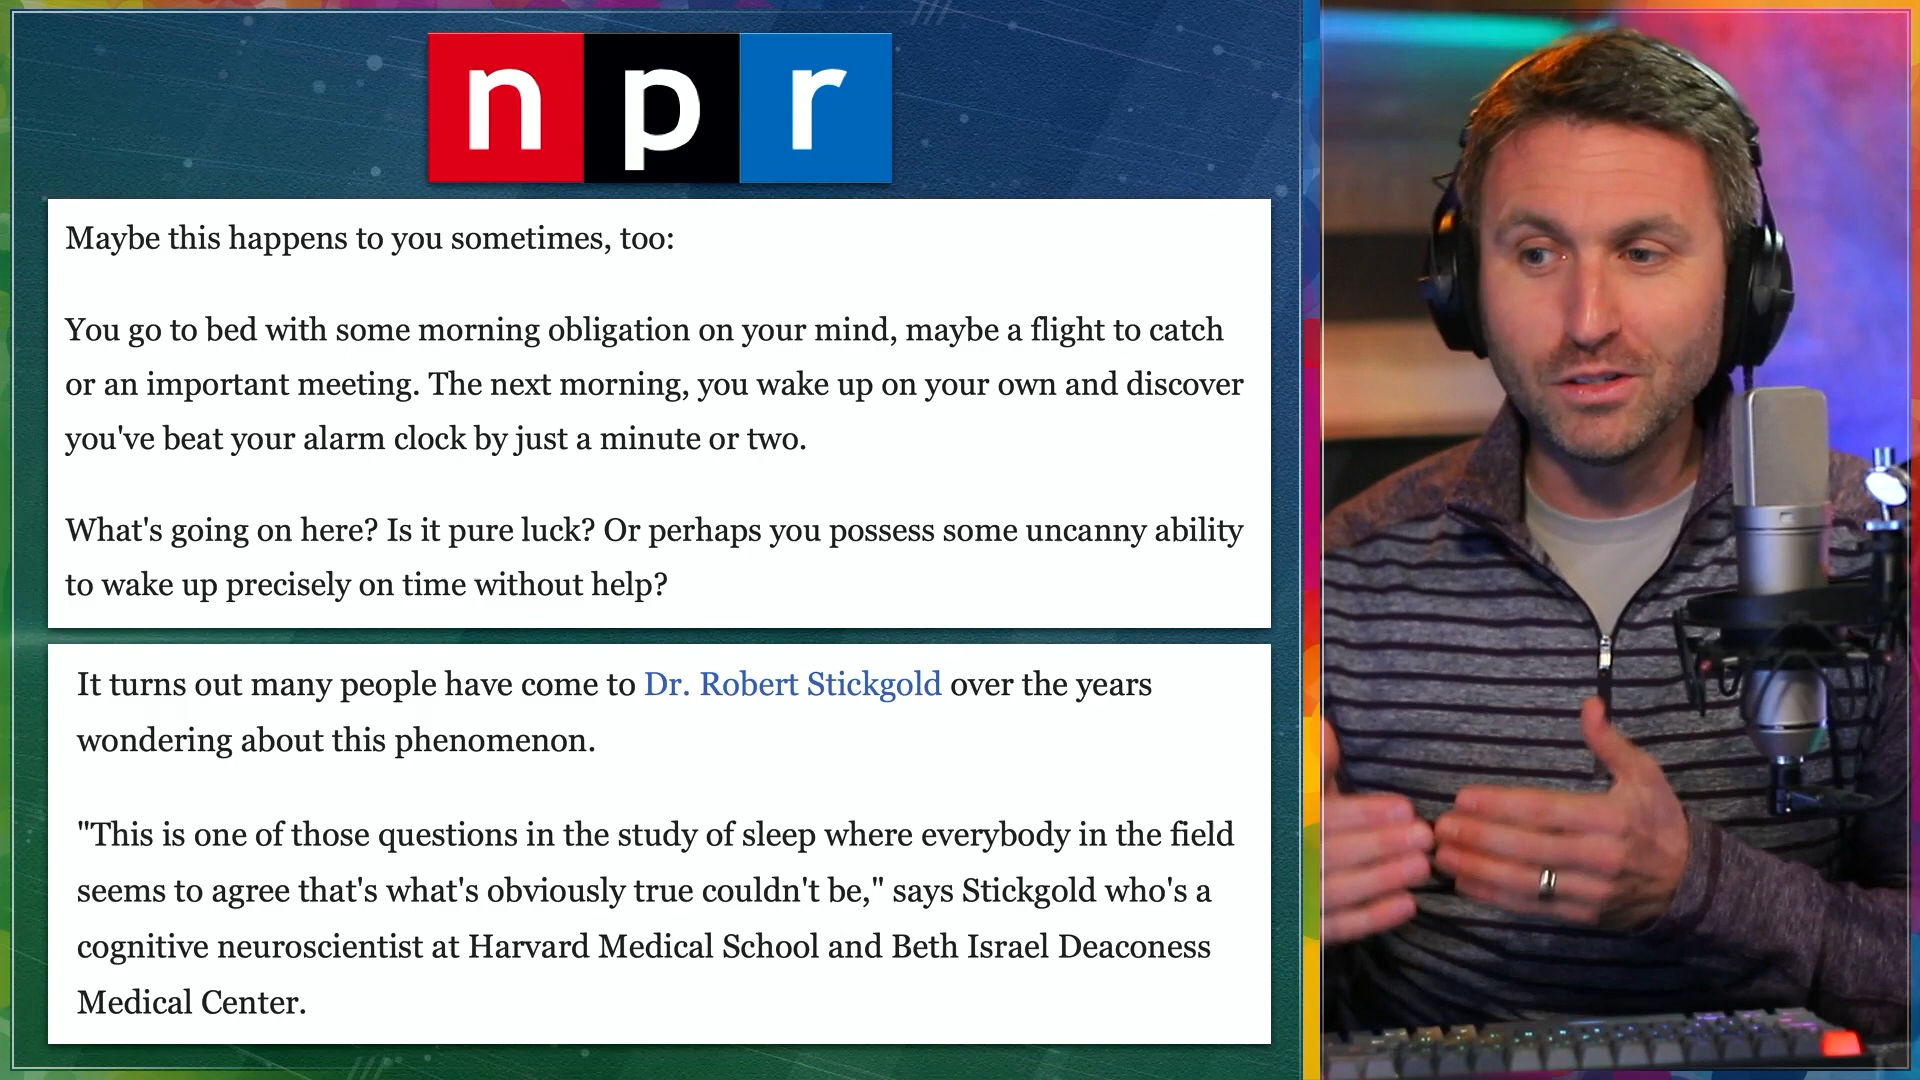 npr
Maybe this happens to you sometimes, too:
You go to bed with some morning obligation on your mind, maybe a flight to catch
or an important meeting. The next morning, you wake up on your own and discover
you've beat your alarm clock by just a minute or two.
What's going on here? Is it pure luck? Or perhaps you possess some uncanny ability
to wake up precisely on time without help?
It turns out many people have come to Dr. Robert Stickgold over the years
wondering about this phenomenon.
"This is one of those questions in the study of sleep where everybody in the field
seems to agree that's what's obviously true couldn't be," says Stickgold who's a
cognitive neuroscientist at Harvard Medical School and Beth Israel Deaconess
Medical Center.